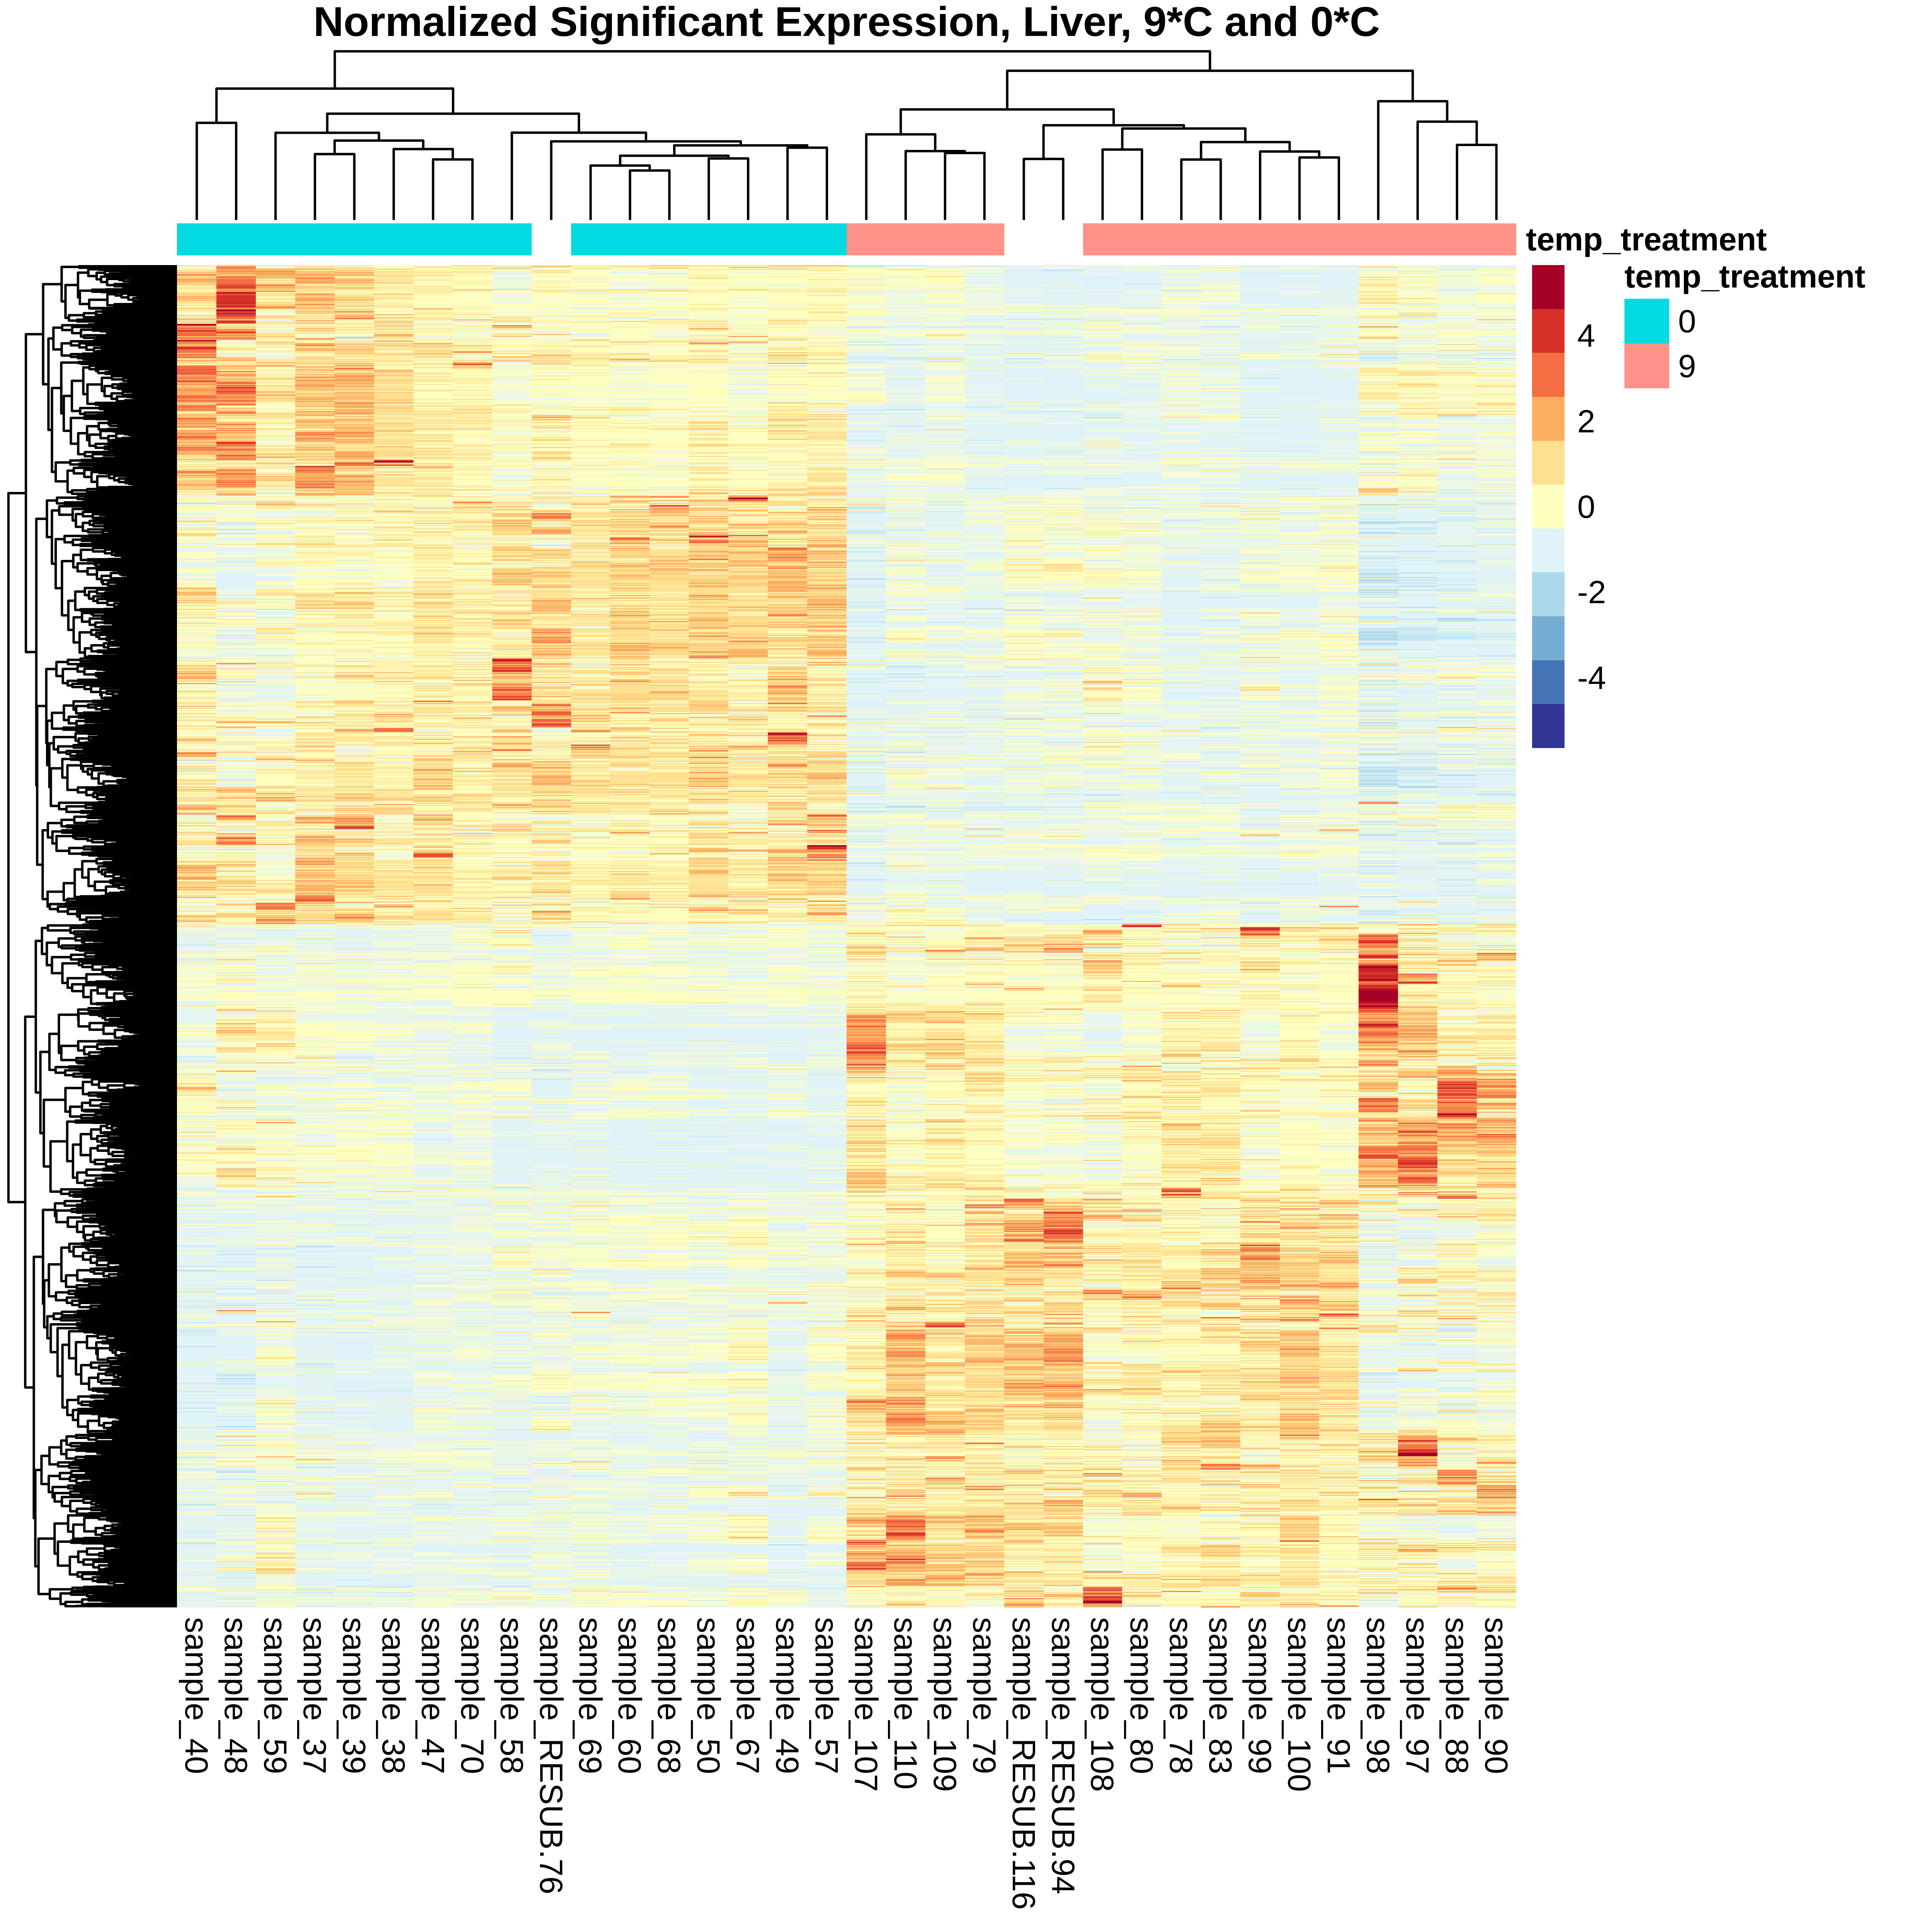 Normalized Significant Expression, Liver, 9*C and 0*C
temp_treatment
temp_treatment
0
9
4
2
0
-2
-4
sample_40
sample_48
sample_59
sample_37
sample_39
sample_38
sample_47
sample_70
sample_58
sample_RESUB.76
sample_69
sample_60
sample_68
sample_50
sample_67
sample_49
sample_57
sample_107
sample_110
sample_109
sample_79
sample_RESUB.116
sample_RESUB.94
sample_108
sample_80
sample_78
sample_83
sample_99
sample_100
sample_91
sample_98
sample_97
sample_88
sample_90